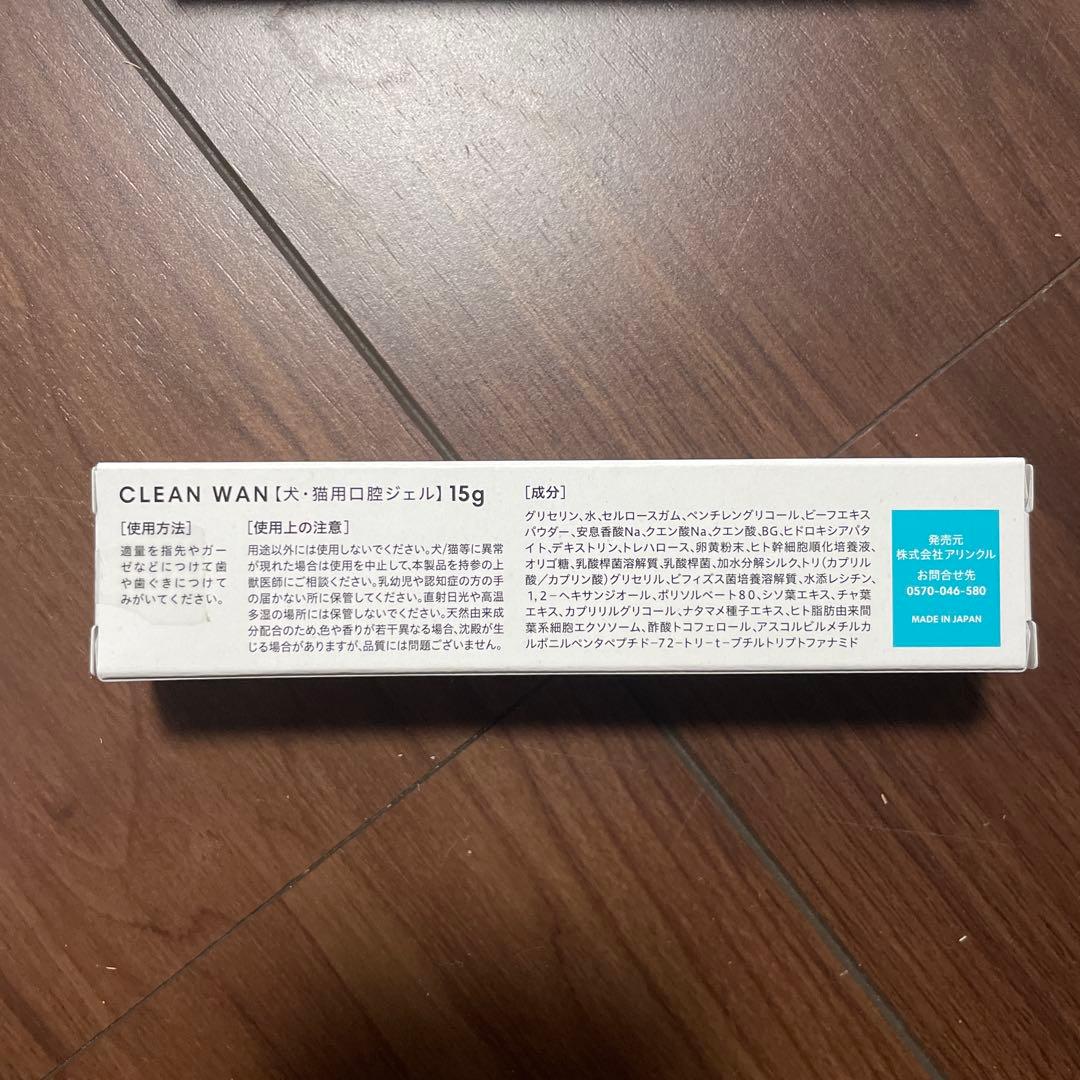 CLEAN WAN【犬・猫用口腔ジェル】15g
［使用方法］
適量を指先やガー
ゼなどにつけて歯
や歯ぐきにつけて
みがいてください。
［使用上の注意］
用途以外には使用しないでください。犬/猫等に異常
が現れた場合は使用を中止して、本製品を持参の上
獣医師にご相談ください。乳幼児や認知症の方の手
の届かない所に保管してください。直射日光や高温
多湿の場所には保管しないでください。天然由来成
分配合のため、色や香りが若干異なる場合、沈殿が生
じる場合がありますが、品質には問題ございません。
［成分］
グリセリン、水、セルロースガム、ペンチレングリコール、ビーフエキス
パウダー、安息香酸Na、クエン酸Na、クエン酸、BG、ヒドロキシアパタ
イト、デキストリン、トレハロース、卵黄粉末、ヒト幹細胞順化培養液、
オリゴ糖、乳酸桿菌溶解質、乳酸桿菌、加水分解シルク、トリ（カプリル
酸／カプリン酸）グリセリル、ビフィズス菌培養溶解質、水添レシチン、
1,2－ヘキサンジオール、ポリソルベート80、シソ葉エキス、チャ葉
エキス、カプリリルグリコール、ナタマメ種子エキス、ヒト脂肪由来間
葉系細胞エクソソーム、酢酸トコフェロール、アスコルビルメチルカ
ルボニルペンタペプチド－72－トリ－t－ブチルトリプトファナミド
発売元
株式会社アリンクル
お問合せ先
0570-046-580
MADE IN JAPAN